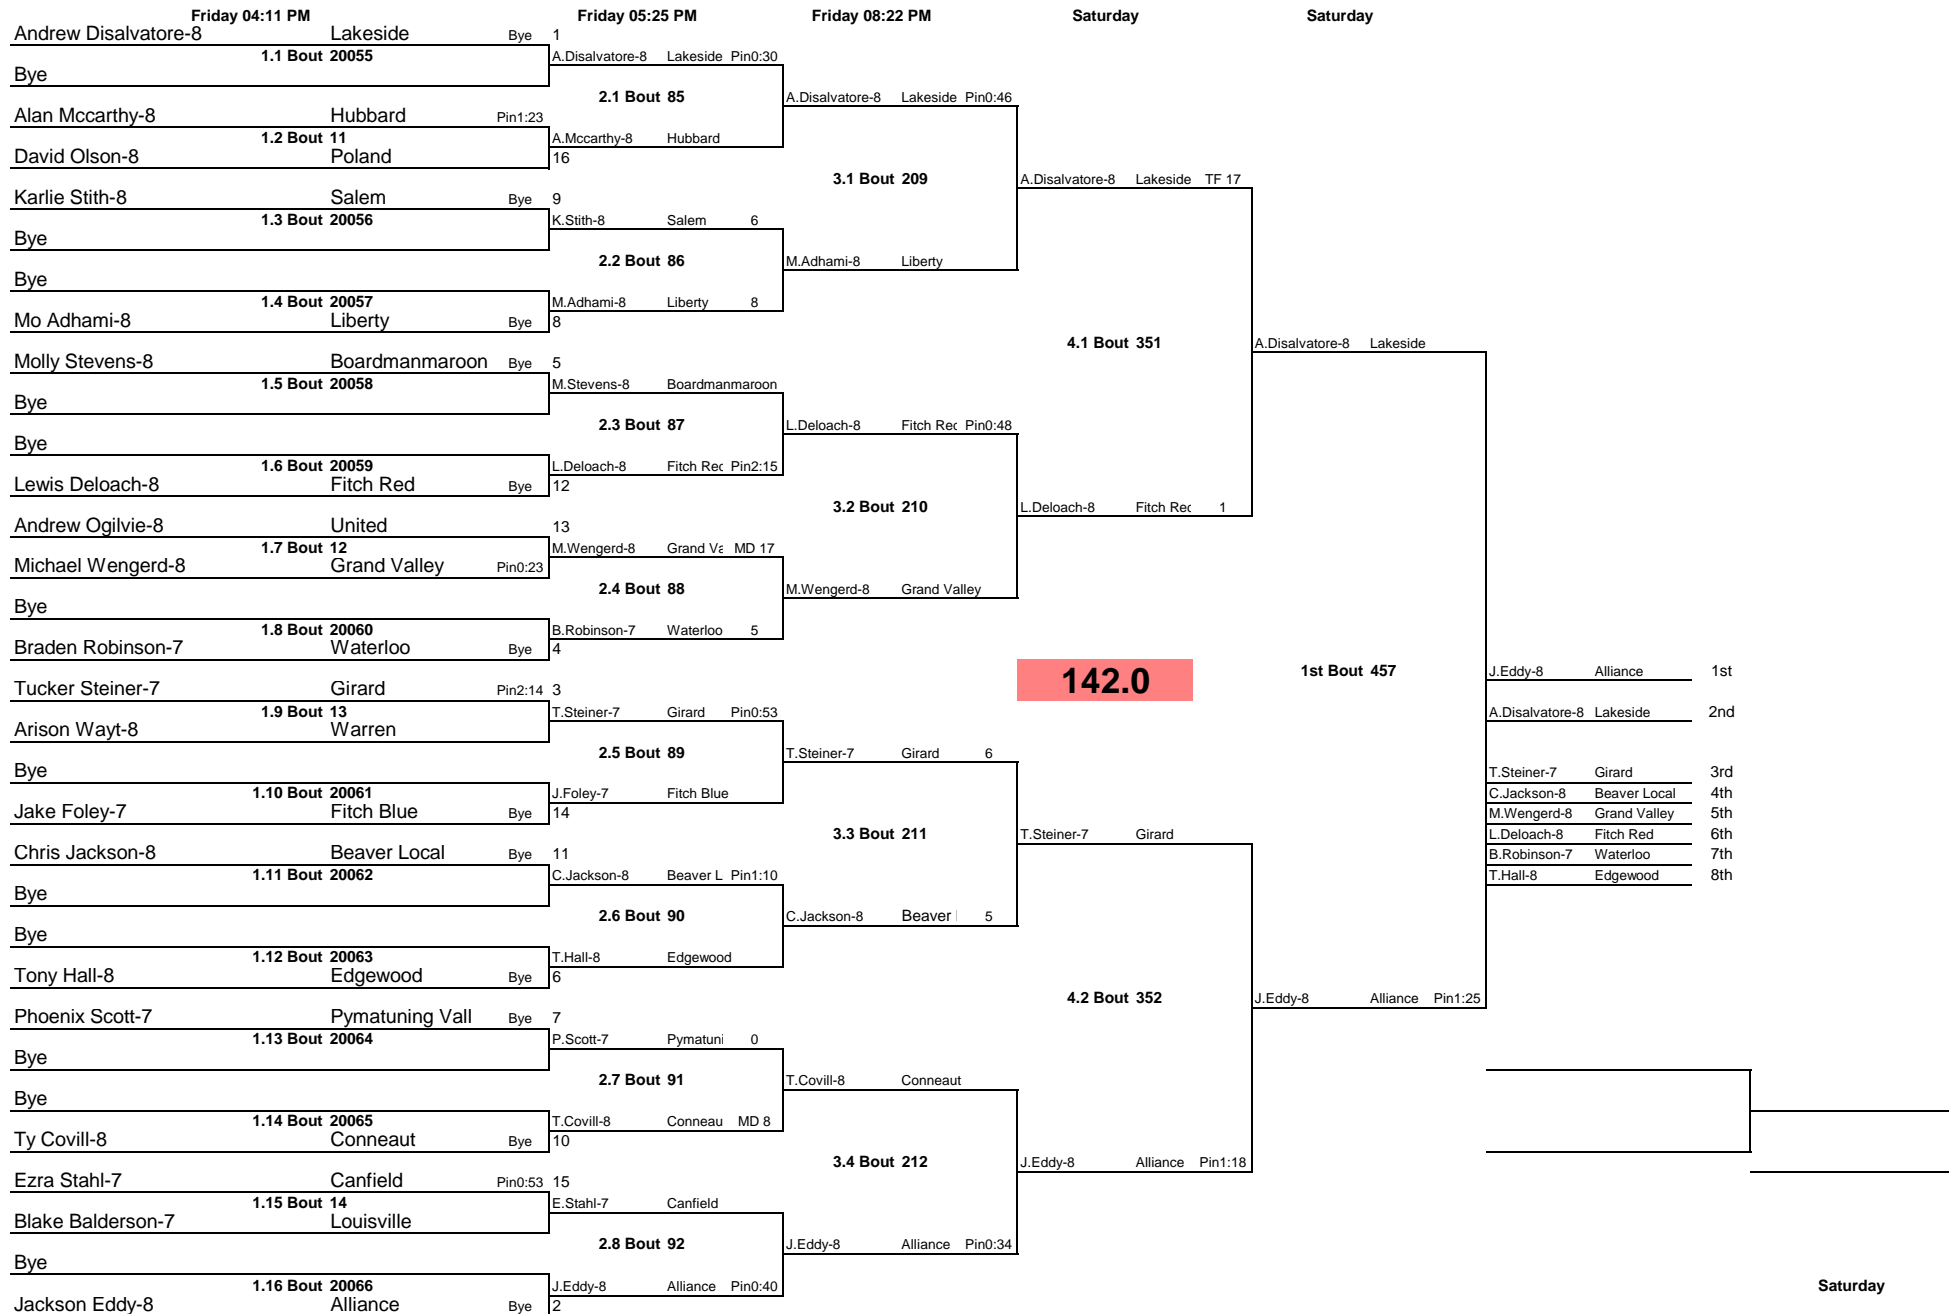 Friday 04:11 PM Friday 05:25 PM Friday 08:22 PM Saturday Saturday
Andrew Disalvatore-8 Lakeside Bye 1
1.1 Bout 20055 A.Disalvatore-8 Lakeside Pin0:30
Bye
2.1 Bout 85 A.Disalvatore-8 Lakeside Pin0:46
Alan Mccarthy-8 Hubbard Pin1:23
1.2 Bout 11 A.Mccarthy-8 Hubbard
David Olson-8 Poland 16
3.1 Bout 209 A.Disalvatore-8 Lakeside TF 17
Karlie Stith-8 Salem Bye 9
1.3 Bout 20056 K.Stith-8 Salem 6
Bye
2.2 Bout 86 M.Adhami-8 Liberty
Bye
1.4 Bout 20057 M.Adhami-8 Liberty 8
Mo Adhami-8 Liberty Bye 8
4.1 Bout 351 A.Disalvatore-8 Lakeside
Molly Stevens-8 Boardmanmaroon Bye 5
1.5 Bout 20058 M.Stevens-8 Boardmanmaroon
Bye
2.3 Bout 87 L.Deloach-8 Fitch Rec Pin0:48
Bye
1.6 Bout 20059 L.Deloach-8 Fitch Rec Pin2:15
Lewis Deloach-8 Fitch Red Bye 12
3.2 Bout 210 L.Deloach-8 Fitch Rec 1
Andrew Ogilvie-8 United 13
1.7 Bout 12 M.Wengerd-8 Grand Va MD 17
Michael Wengerd-8 Grand Valley Pin0:23
2.4 Bout 88 M.Wengerd-8 Grand Valley
Bye
1.8 Bout 20060 B.Robinson-7 Waterloo 5
Braden Robinson-7 Waterloo Bye 4
142.0 1st Bout 457 J.Eddy-8 Alliance 1st
Tucker Steiner-7 Girard Pin2:14 3
1.9 Bout 13 T.Steiner-7 Girard Pin0:53 A.Disalvatore-8 Lakeside 2nd
Arison Wayt-8 Warren
2.5 Bout 89 T.Steiner-7 Girard 6
Bye T.Steiner-7 Girard 3rd
1.10 Bout 20061 J.Foley-7 Fitch Blue C.Jackson-8 Beaver Local 4th
Jake Foley-7 Fitch Blue Bye 14 M.Wengerd-8 Grand Valley 5th
3.3 Bout 211 T.Steiner-7 Girard L.Deloach-8 Fitch Red 6th
Chris Jackson-8 Beaver Local Bye 11 B.Robinson-7 Waterloo 7th
1.11 Bout 20062 C.Jackson-8 Beaver L Pin1:10 T.Hall-8 Edgewood 8th
Bye
2.6 Bout 90 C.Jackson-8 Beaver 5
Bye
1.12 Bout 20063 T.Hall-8 Edgewood
Tony Hall-8 Edgewood Bye 6
4.2 Bout 352 J.Eddy-8 Alliance Pin1:25
Phoenix Scott-7 Pymatuning Vall Bye 7
1.13 Bout 20064 P.Scott-7 Pymatuni 0
Bye
2.7 Bout 91 T.Covill-8 Conneaut
Bye
1.14 Bout 20065 T.Covill-8 Conneau MD 8
Ty Covill-8 Conneaut Bye 10
3.4 Bout 212 J.Eddy-8 Alliance Pin1:18
Ezra Stahl-7 Canfield Pin0:53 15
1.15 Bout 14 E.Stahl-7 Canfield
Blake Balderson-7 Louisville
2.8 Bout 92 J.Eddy-8 Alliance Pin0:34
Bye
1.16 Bout 20066 J.Eddy-8 Alliance Pin0:40 Saturday
Jackson Eddy-8 Alliance Bye 2